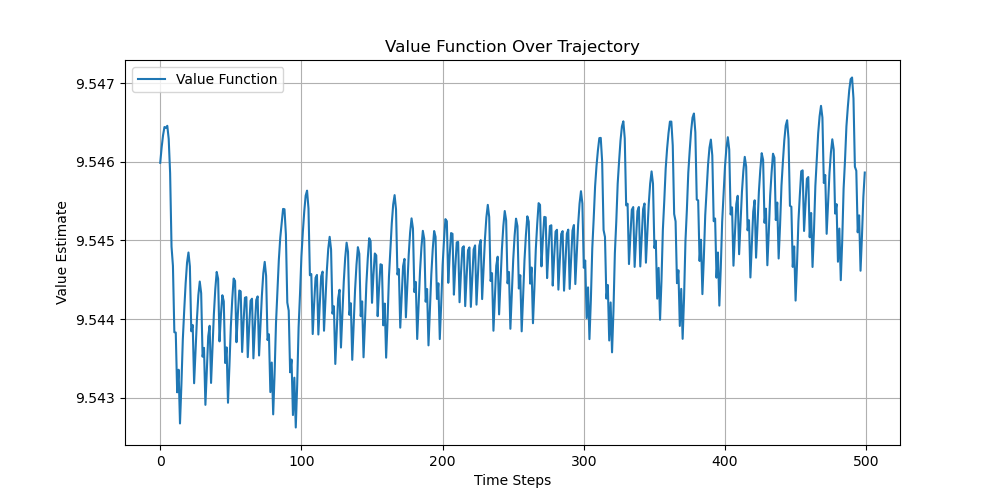 Value Function Over Trajectory
Value Function
Value Estimate
9.547
9.546
9.545
9.544
9.543
0 100 200 300 400 500
Time Steps